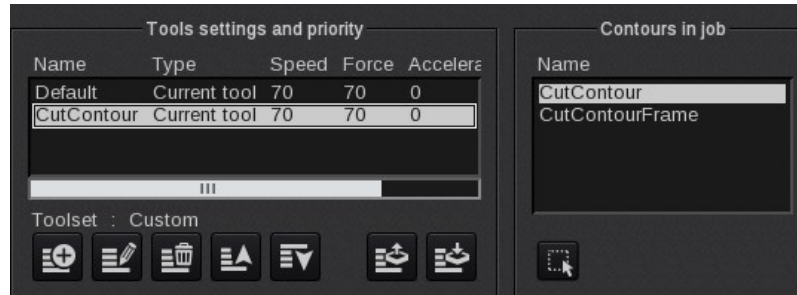 Tools settings and priority
Name Type Speed Force Accelera
Default Current tool 70 70 0
CutContour Current tool 70 70 0
Toolset : Custom
Contours in job
Name
CutContour
CutContourFrame